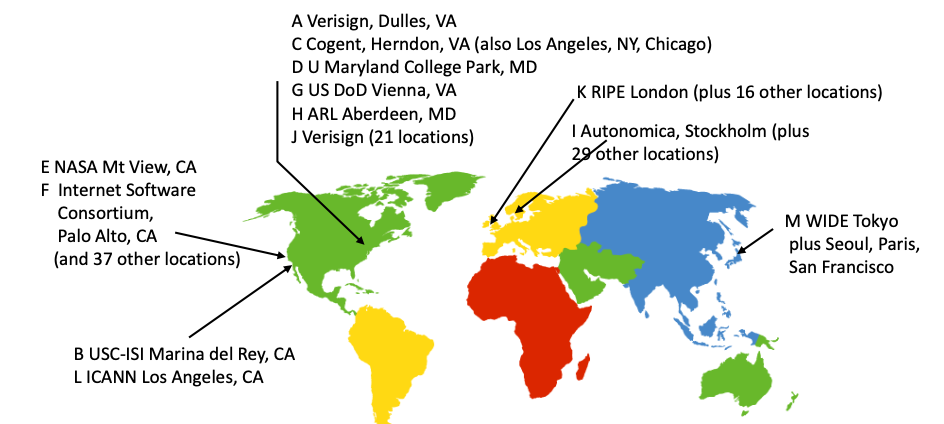 A Verisign, Dulles, VA
C Cogent, Herndon, VA (also Los Angeles, NY, Chicago)
D U Maryland College Park, MD
G US DoD Vienna, VA
H ARL Aberdeen, MD
J Verisign (21 locations)
K RIPE London (plus 16 other locations)
I Autonomica, Stockholm (plus
29 other locations)
E NASA Mt View, CA
F Internet Software
Consortium,
Palo Alto, CA
(and 37 other locations)
M WIDE Tokyo
plus Seoul, Paris,
San Francisco
B USC-ISI Marina del Rey, CA
L ICANN Los Angeles, CA